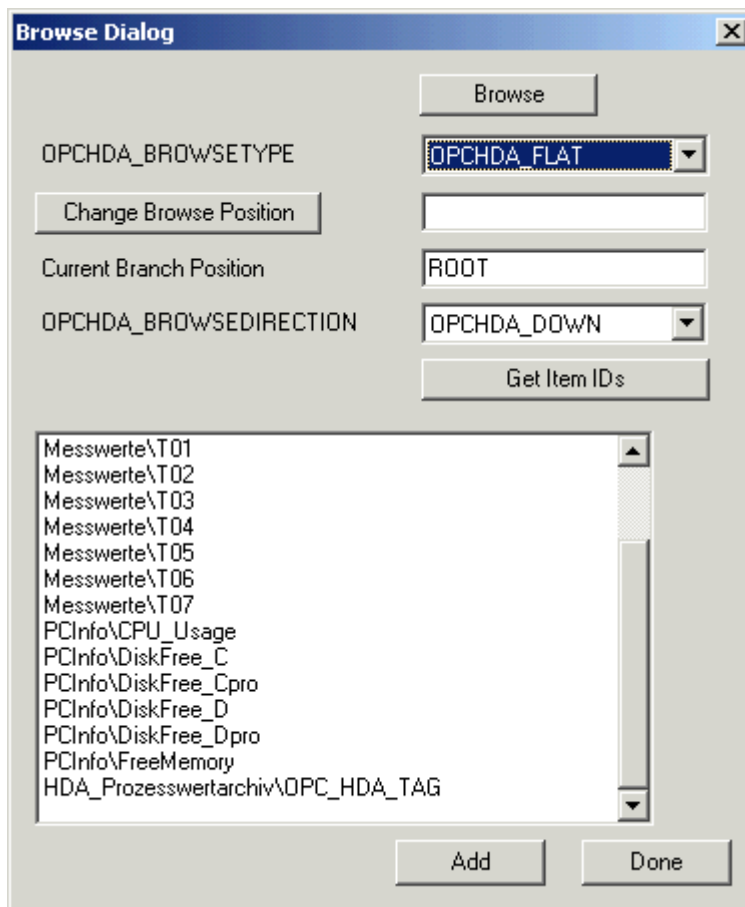 Browse Dialog
Browse
OPCHDA_BROWSETYPE
OPCHDA_FLAT
Change Browse Position
Current Branch Position
ROOT
OPCHDA_BROWSEDIRECTION
OPCHDA_DOWN
Get Item IDs
Messwerte\T01
Messwerte\T02
Messwerte\T03
Messwerte\T04
Messwerte\T05
Messwerte\T06
Messwerte\T07
PCInfo\CPU_Usage
PCInfo\DiskFree_C
PCInfo\DiskFree_Cpro
PCInfo\DiskFree_D
PCInfo\DiskFree_Dpro
PCInfo\FreeMemory
HDA_Prozesswertarchiv\OPC_HDA_TAG
Add
Done